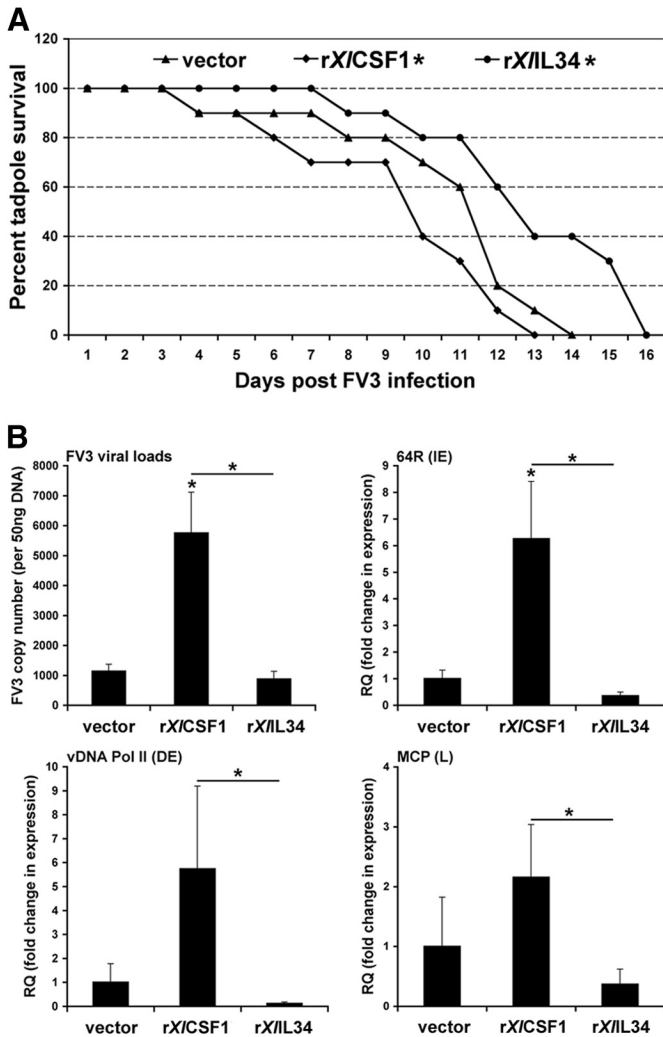 A
Percent tadpole survival
120
100
80
60
40
20
0
vector
rXlCSF1*
rXlIL34*
1 2 3 4 5 6 7 8 9 10 11 12 13 14 15 16
Days post FV3 infection
B
FV3 viral loads
FV3 copy number (per 50ng DNA)
8000
7000
6000
5000
4000
3000
2000
1000
0
*
*
vector rXlCSF1 rXlIL34
64R (IE)
RQ (fold change in expression)
9
8
7
6
5
4
3
2
1
0
*
*
vector rXlCSF1 rXlIL34
vDNA Pol II (DE)
RQ (fold change in expression)
10
9
8
7
6
5
4
3
2
1
0
*
vector rXlCSF1 rXlIL34
MCP (L)
RQ (fold change in expression)
4
3
2
1
0
*
vector rXlCSF1 rXlIL34